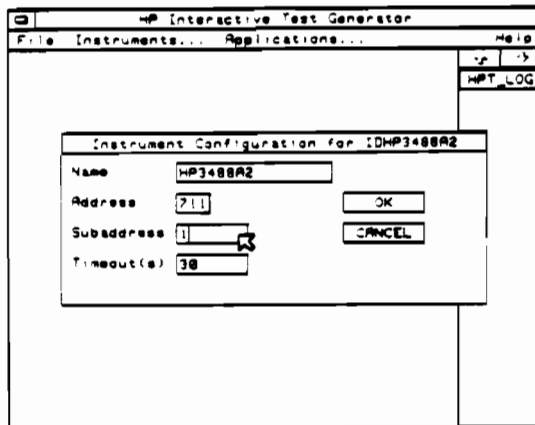 HP Interactive Test Generator
File Instruments... Applications... Help
HPT_LOG
Instrument Configuration for IDHP3488A2
Name HP3488A2
Address 711 OK
Subaddress 1 CANCEL
Timeout(s) 30